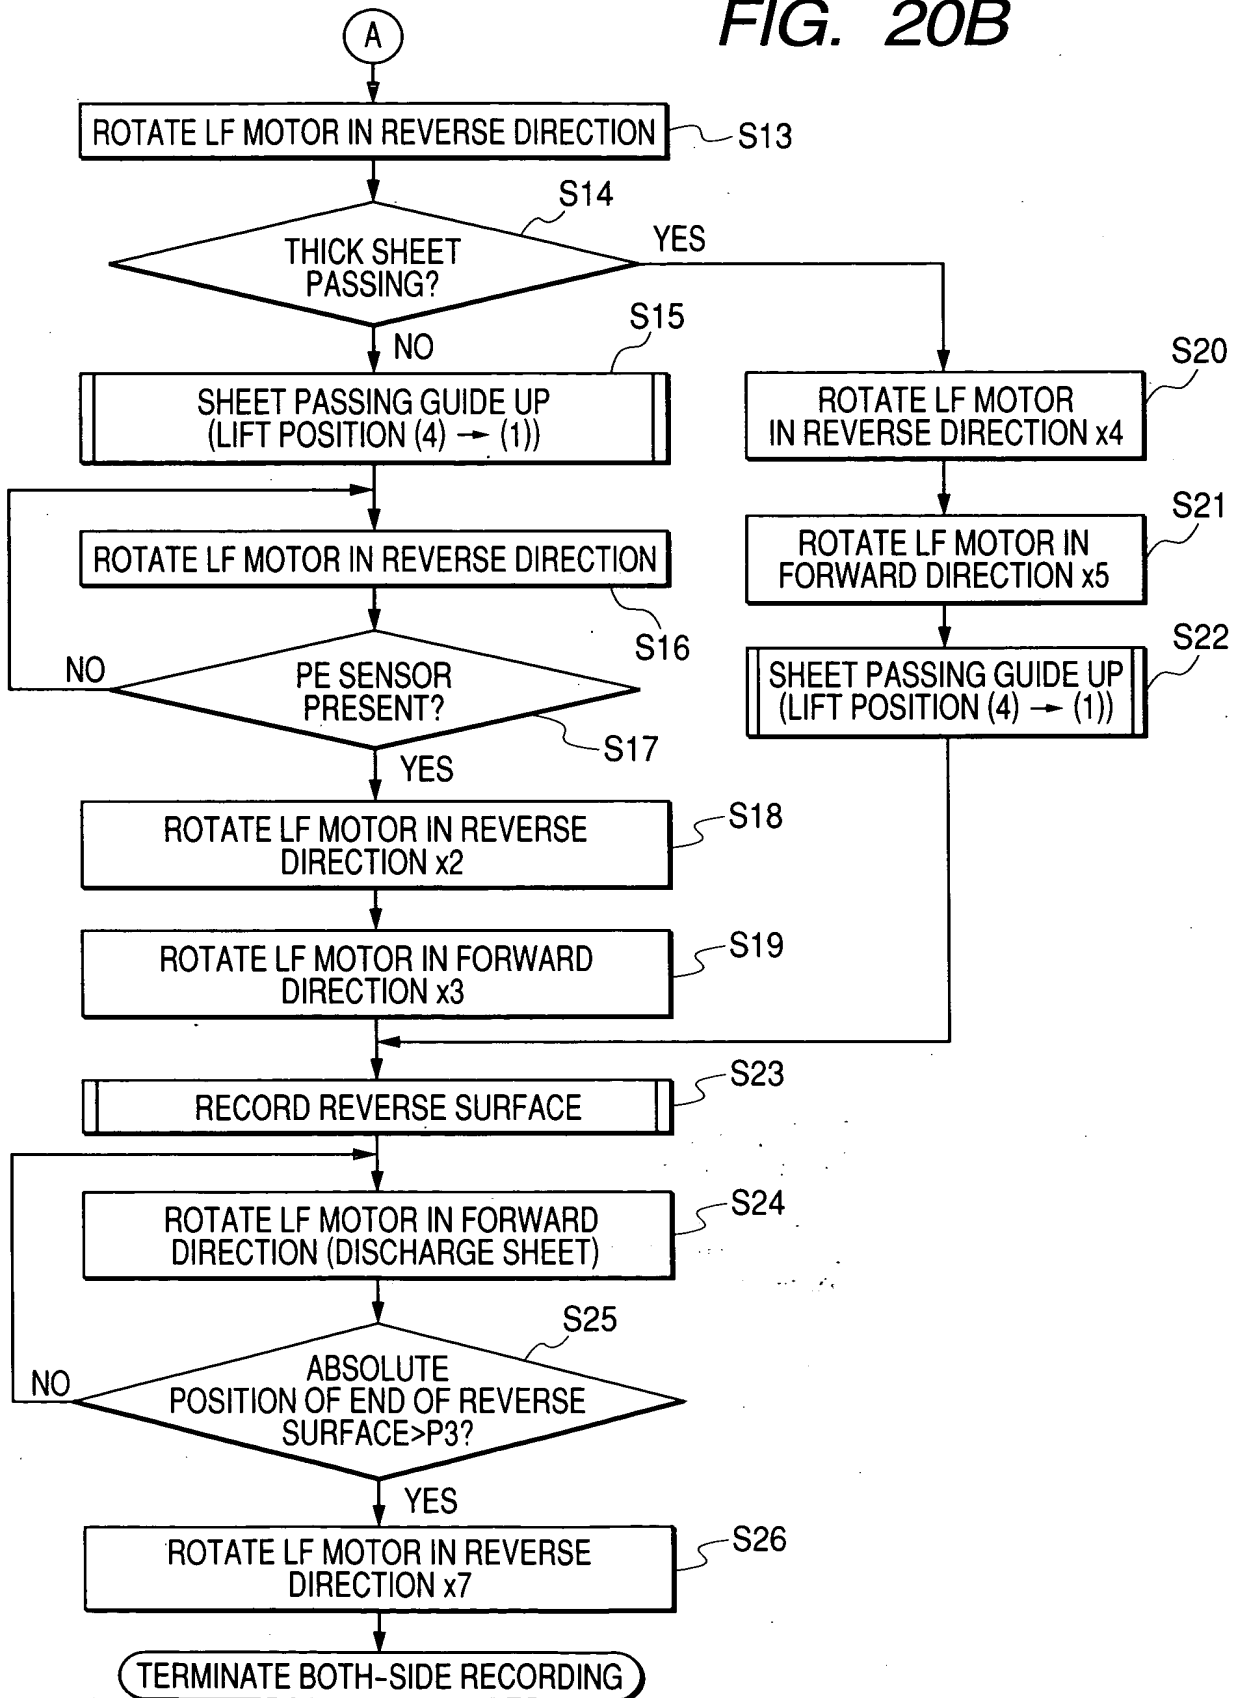 FIG. 20B
A
ROTATE LF MOTOR IN REVERSE DIRECTION
S13
S14
THICK SHEET
PASSING?
YES
NO
S15
SHEET PASSING GUIDE UP
(LIFT POSITION (4) → (1))
S20
ROTATE LF MOTOR
IN REVERSE DIRECTION x4
ROTATE LF MOTOR IN REVERSE DIRECTION
S16
S21
ROTATE LF MOTOR IN
FORWARD DIRECTION x5
PE SENSOR
PRESENT?
NO
S17
YES
S22
SHEET PASSING GUIDE UP
(LIFT POSITION (4) → (1))
ROTATE LF MOTOR IN REVERSE
DIRECTION x2
S18
ROTATE LF MOTOR IN FORWARD
DIRECTION x3
S19
RECORD REVERSE SURFACE
S23
ROTATE LF MOTOR IN FORWARD
DIRECTION (DISCHARGE SHEET)
S24
S25
ABSOLUTE
POSITION OF END OF REVERSE
SURFACE>P3?
NO
YES
ROTATE LF MOTOR IN REVERSE
DIRECTION x7
S26
TERMINATE BOTH-SIDE RECORDING